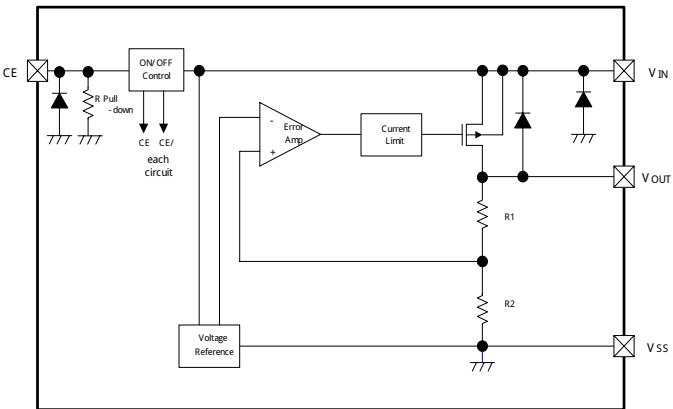 CE
ON/OFF
Control
V IN
R Pull
-down
CE CE/
each
circuit
-
Error
Amp
+
Current
Limit
V OUT
R1
R2
Voltage
Reference
V SS